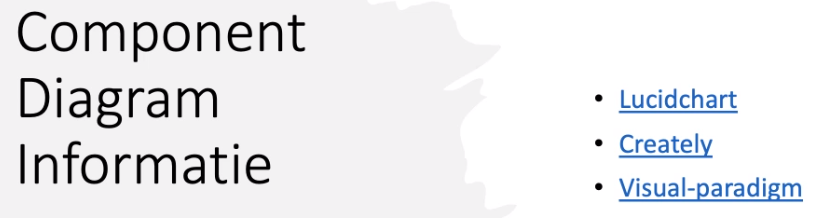 Component
Diagram
Informatie
• Lucidchart
• Creately
• Visual-paradigm